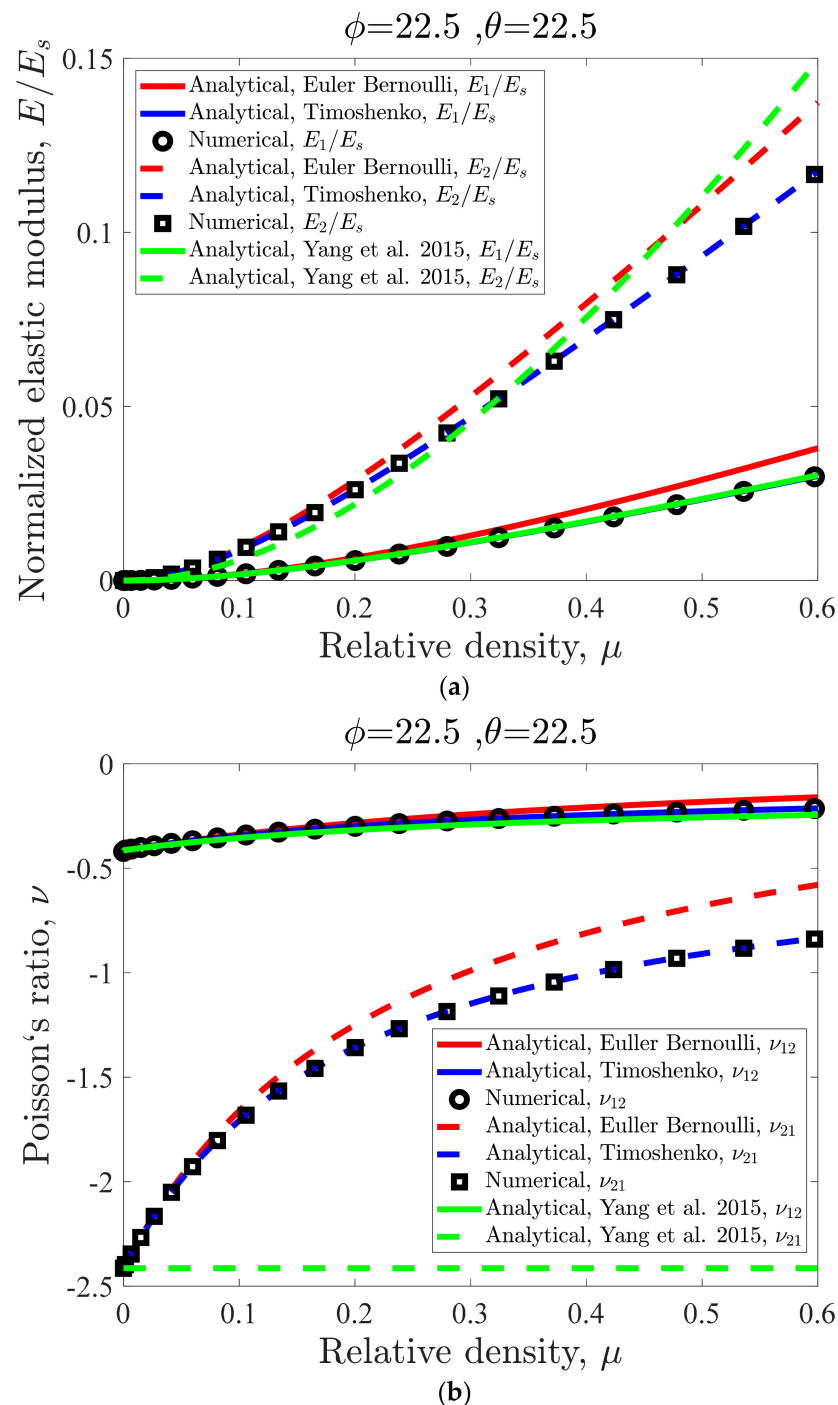 ϕ=22.5 ,θ=22.5
Normalized elastic modulus, E/Eₛ
0.15
0.1
0.05
0
Analytical, Euler Bernoulli, E₁/Eₛ
Analytical, Timoshenko, E₁/Eₛ
Numerical, E₁/Eₛ
Analytical, Euler Bernoulli, E₂/Eₛ
Analytical, Timoshenko, E₂/Eₛ
Numerical, E₂/Eₛ
Analytical, Yang et al. 2015, E₁/Eₛ
Analytical, Yang et al. 2015, E₂/Eₛ
0 0.1 0.2 0.3 0.4 0.5 0.6
Relative density, μ
(a)
ϕ=22.5 ,θ=22.5
Poisson‘s ratio, ν
0
-0.5
-1
-1.5
-2
-2.5
Analytical, Euller Bernoulli, ν₁₂
Analytical, Timoshenko, ν₁₂
Numerical, ν₁₂
Analytical, Euller Bernoulli, ν₂₁
Analytical, Timoshenko, ν₂₁
Numerical, ν₂₁
Analytical, Yang et al. 2015, ν₁₂
Analytical, Yang et al. 2015, ν₂₁
0 0.1 0.2 0.3 0.4 0.5 0.6
Relative density, μ
(b)